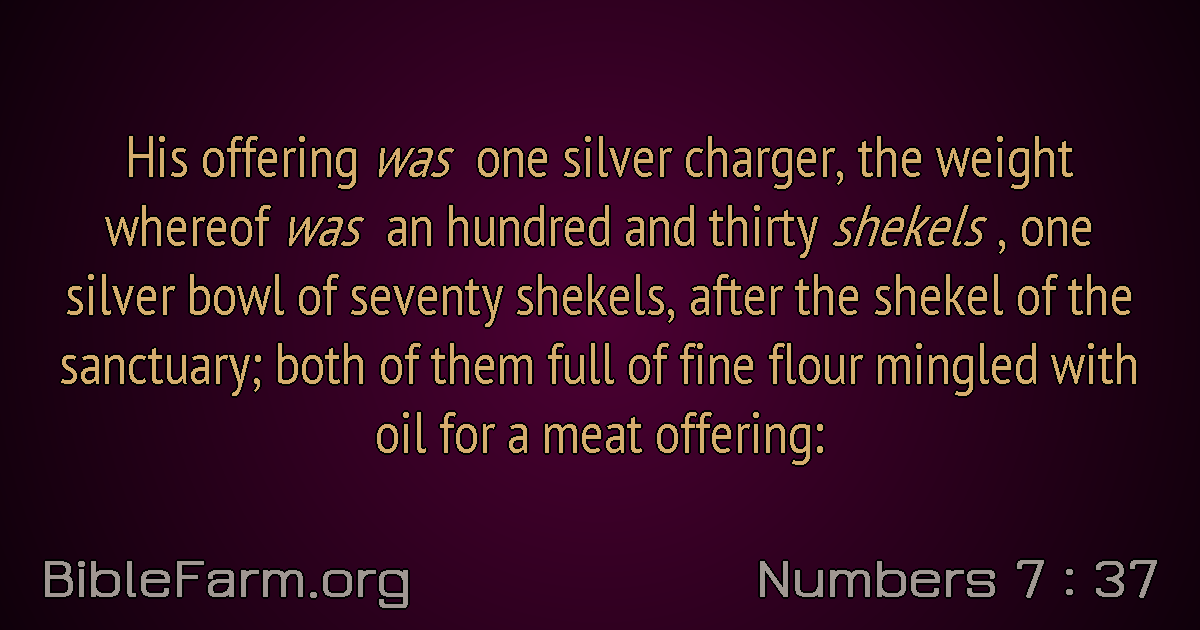 His offering was one silver charger, the weight
whereof was an hundred and thirty shekels , one
silver bowl of seventy shekels, after the shekel of the
sanctuary; both of them full of fine flour mingled with
oil for a meat offering:
BibleFarm.org
Numbers 7 : 37